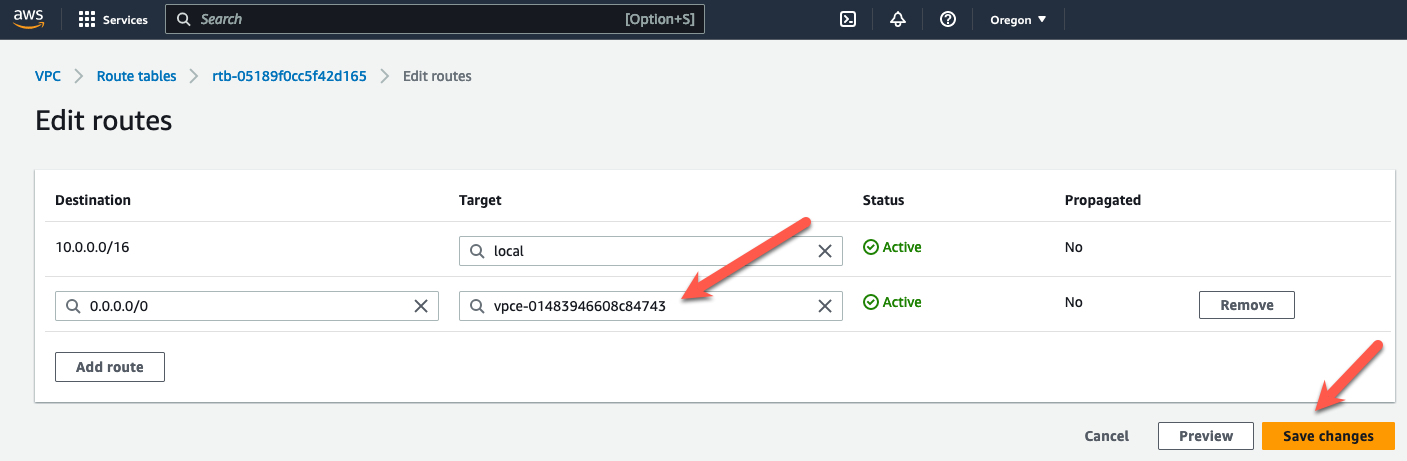 aws Services Search [Option+S] Oregon
VPC Route tables rtb-05189f0cc5f42d165 Edit routes
Edit routes
Destination Target Status Propagated
10.0.0.0/16 local Active No
0.0.0.0/0 vpce-01483946608c84743 Active No Remove
Add route
Cancel Preview Save changes